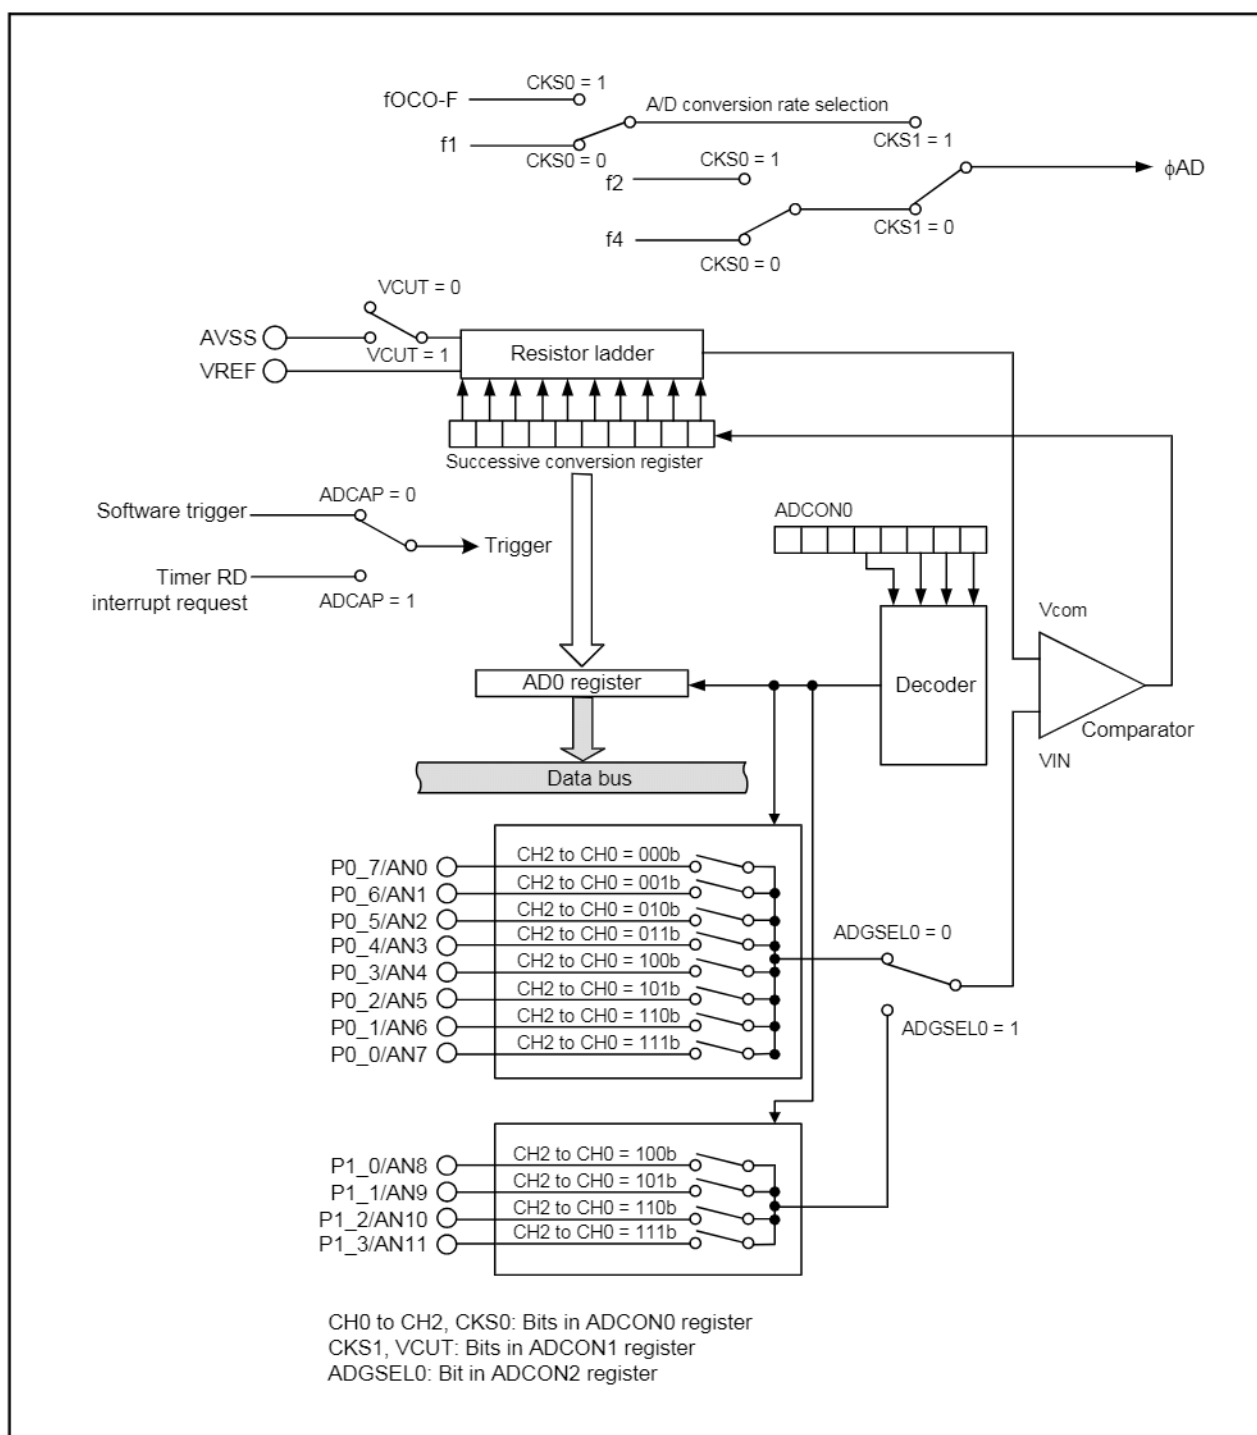 CKS0 = 1
fOCO-F
A/D conversion rate selection
f1
CKS0 = 0
CKS1 = 1
CKS0 = 1
f2
ϕAD
CKS1 = 0
f4
CKS0 = 0
VCUT = 0
AVSS
Resistor ladder
VCUT = 1
VREF
Successive conversion register
ADCAP = 0
Software trigger
ADCON0
Trigger
Timer RD
interrupt request
ADCAP = 1
Vcom
AD0 register
Decoder
Comparator
VIN
Data bus
P0_7/AN0 CH2 to CH0 = 000b
P0_6/AN1 CH2 to CH0 = 001b
P0_5/AN2 CH2 to CH0 = 010b
P0_4/AN3 CH2 to CH0 = 011b
ADGSEL0 = 0
P0_3/AN4 CH2 to CH0 = 100b
P0_2/AN5 CH2 to CH0 = 101b
P0_1/AN6 CH2 to CH0 = 110b
ADGSEL0 = 1
P0_0/AN7 CH2 to CH0 = 111b
P1_0/AN8 CH2 to CH0 = 100b
P1_1/AN9 CH2 to CH0 = 101b
P1_2/AN10 CH2 to CH0 = 110b
P1_3/AN11 CH2 to CH0 = 111b
CH0 to CH2, CKS0: Bits in ADCON0 register
CKS1, VCUT: Bits in ADCON1 register
ADGSEL0: Bit in ADCON2 register